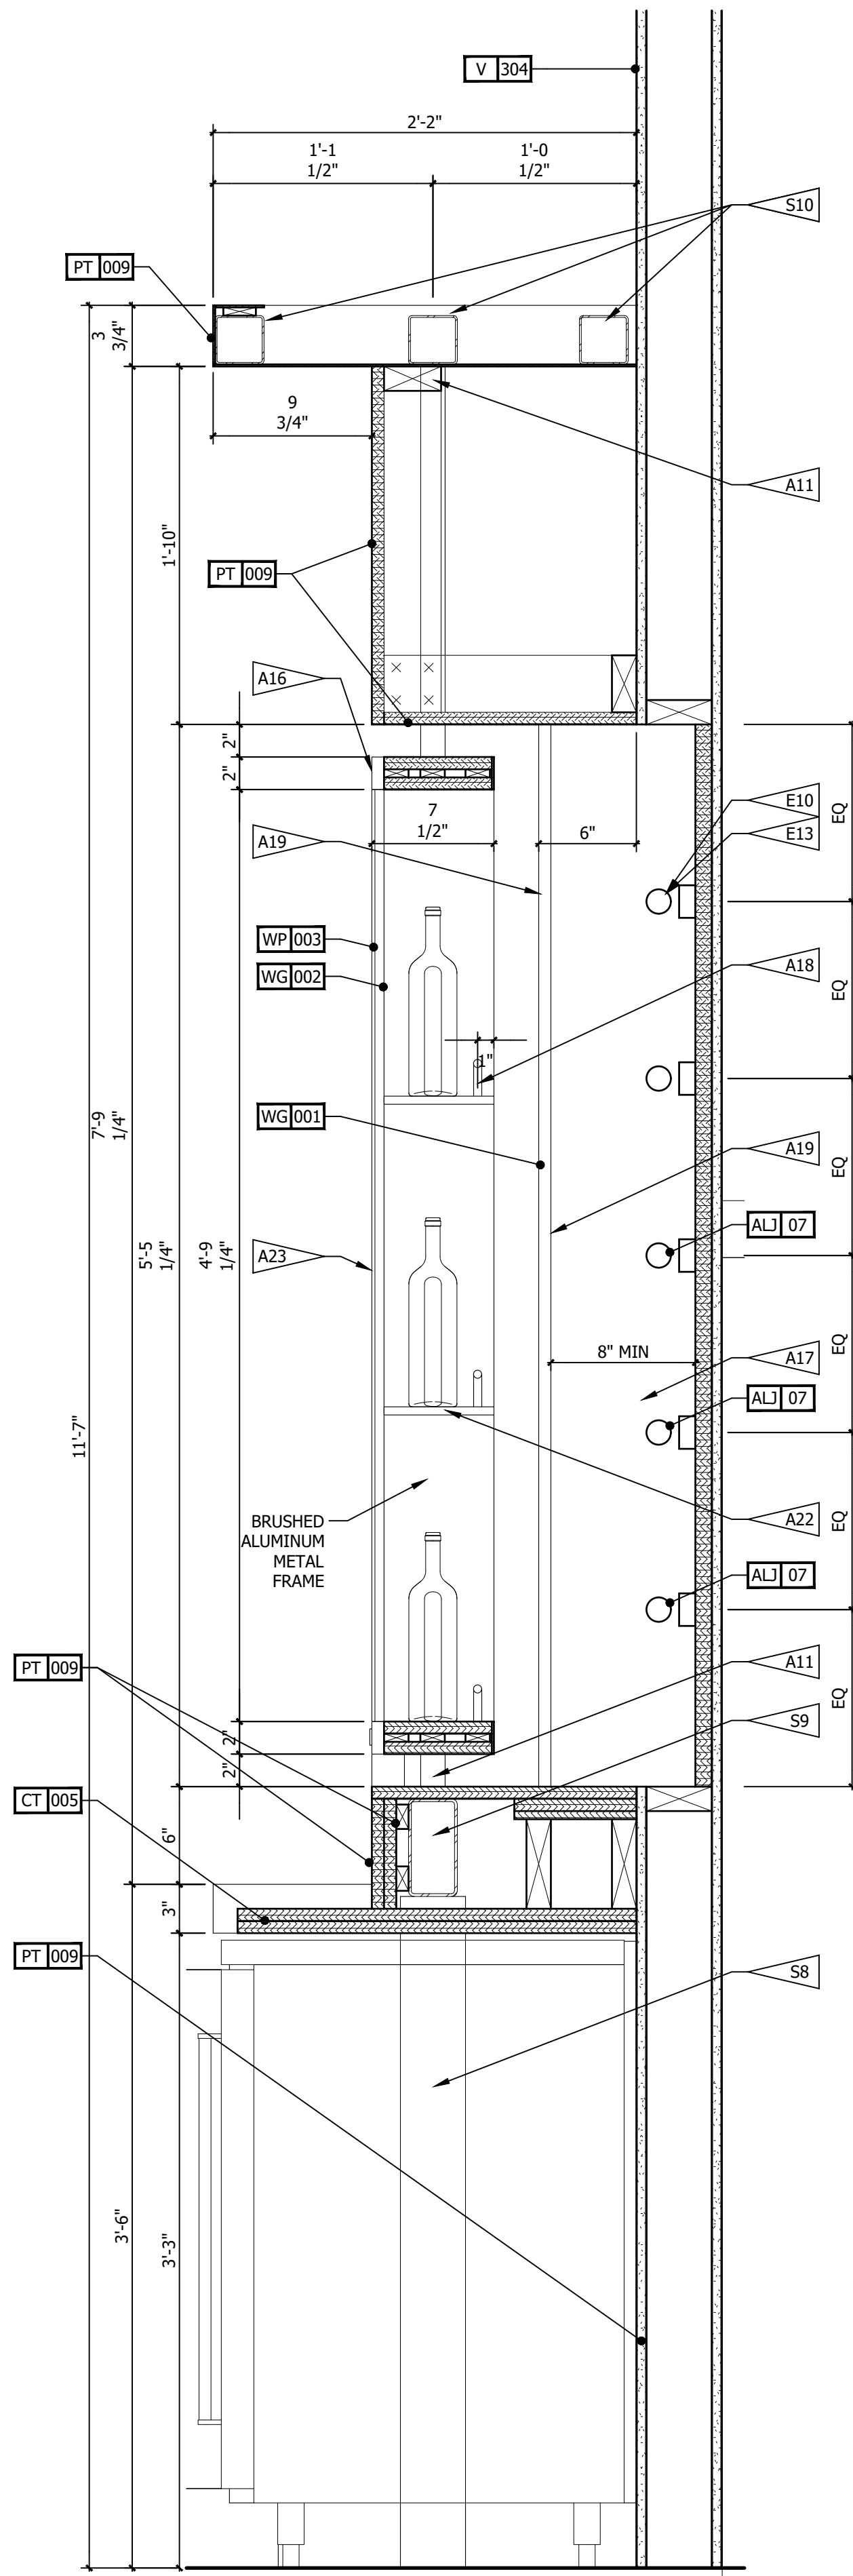 V 304
2'-2"
1'-1
1/2"
1'-0
1/2"
S10
PT 009
3
3/4"
9
3/4"
A11
1'-10"
PT 009
A16
2"
2"
7
1/2"
6"
E10
E13
EQ
A19
WP 003
WG 002
A18
EQ
1"
WG 001
7'-9
1/4"
A19
EQ
ALJ 07
5'-5
1/4"
4'-9
1/4"
A23
8" MIN
EQ
A17
ALJ 07
11'-7"
BRUSHED
ALUMINUM
METAL
FRAME
A22
EQ
ALJ 07
PT 009
A11
EQ
S9
2"
2"
CT 005
6"
3"
PT 009
S8
3'-6"
3'-3"